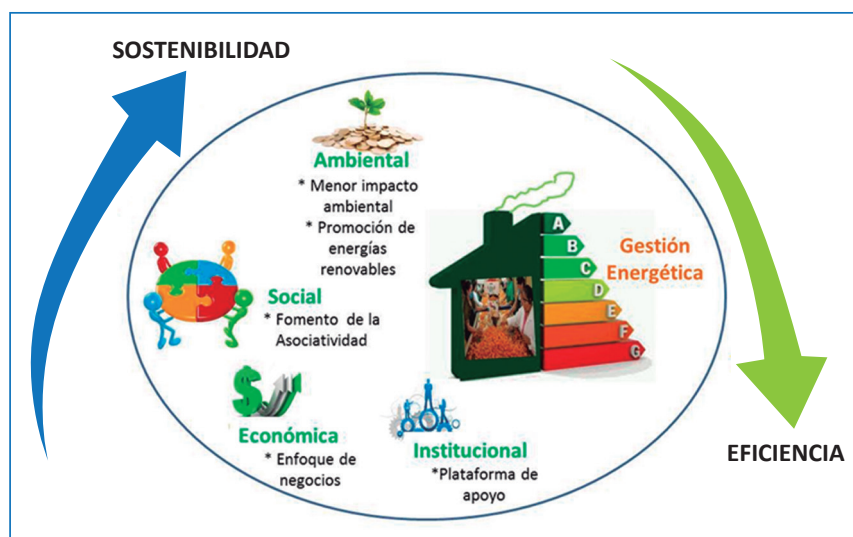 SOSTENIBILIDAD
Ambiental
* Menor impacto
ambiental
* Promoción de
energías
renovables
Social
* Fomento de la
Asociatividad
Económica
* Enfoque de
negocios
Institucional
*Plataforma de
apoyo
Gestión
Energética
A
B
C
D
E
F
G
EFICIENCIA